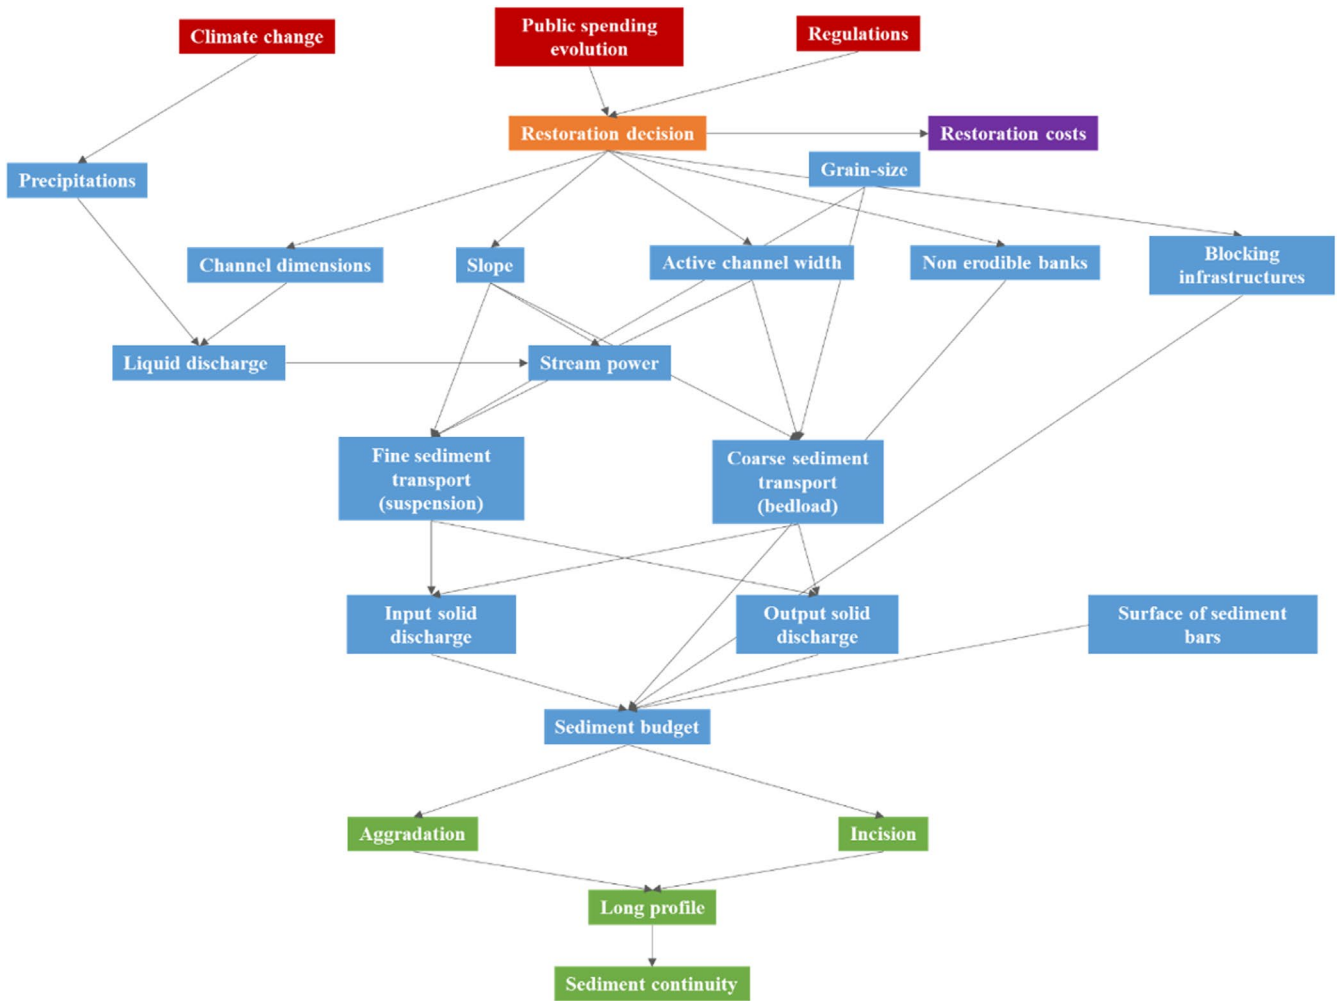 Climate change
Public spending
evolution
Regulations
Restoration decision
Restoration costs
Precipitations
Grain-size
Channel dimensions
Slope
Active channel width
Non erodible banks
Blocking
infrastructures
Liquid discharge
Stream power
Fine sediment
transport
(suspension)
Coarse sediment
transport
(bedload)
Input solid
discharge
Output solid
discharge
Surface of sediment
bars
Sediment budget
Aggradation
Incision
Long profile
Sediment continuity